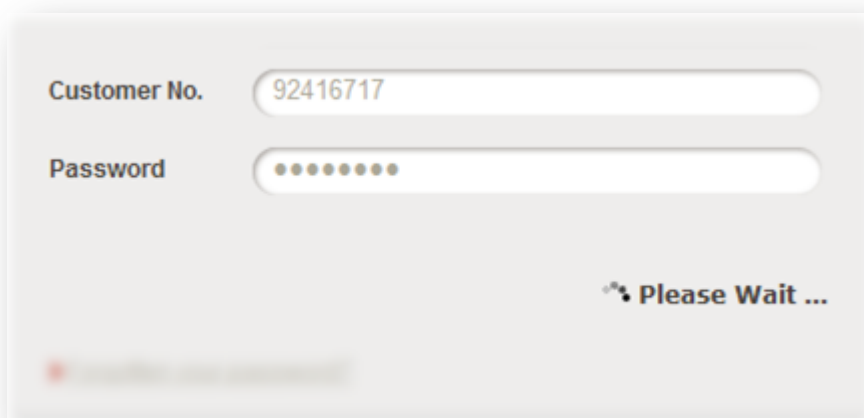 Customer No. 92416717
Password ••••••••
Please Wait ...